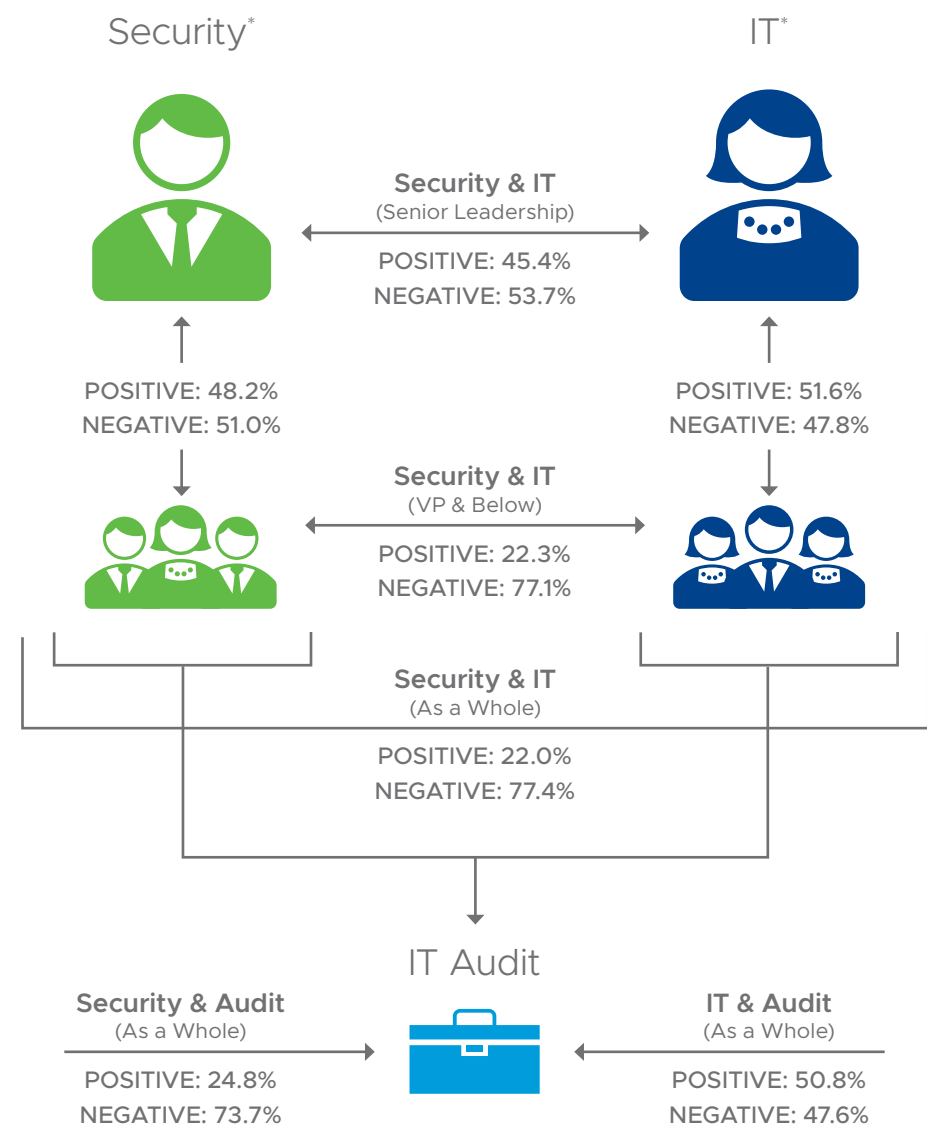 Security*
IT*
Security & IT
(Senior Leadership)
POSITIVE: 45.4%
NEGATIVE: 53.7%
POSITIVE: 48.2%
NEGATIVE: 51.0%
POSITIVE: 51.6%
NEGATIVE: 47.8%
Security & IT
(VP & Below)
POSITIVE: 22.3%
NEGATIVE: 77.1%
Security & IT
(As a Whole)
POSITIVE: 22.0%
NEGATIVE: 77.4%
IT Audit
Security & Audit
(As a Whole)
POSITIVE: 24.8%
NEGATIVE: 73.7%
IT & Audit
(As a Whole)
POSITIVE: 50.8%
NEGATIVE: 47.6%